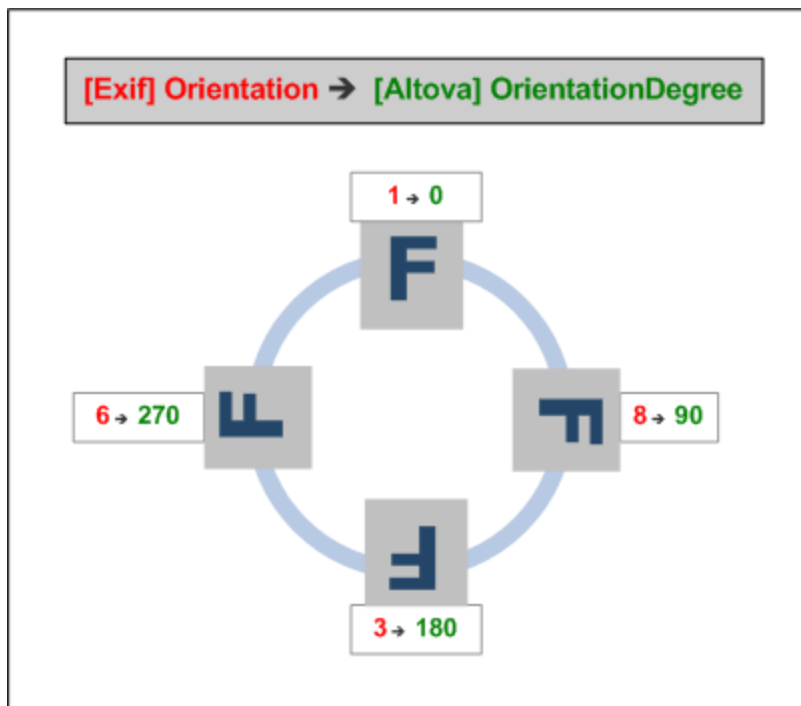 [Exif] Orientation ➔ [Altova] OrientationDegree
1 ➔ 0
F
6 ➔ 270
F
F
8 ➔ 90
F
3 ➔ 180